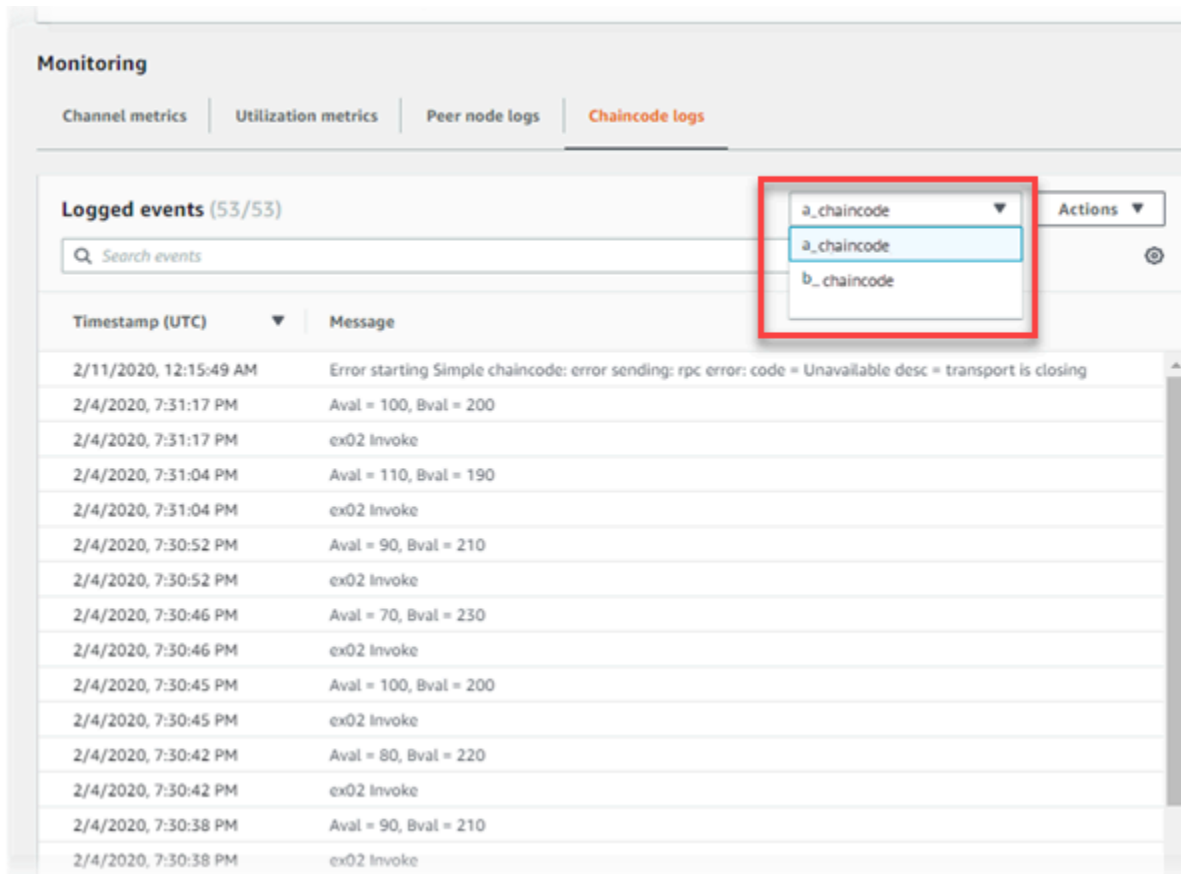 Monitoring
Channel metrics Utilization metrics Peer node logs Chaincode logs
Logged events (53/53) a_chaincode Actions
Search events a_chaincode
b_chaincode
Timestamp (UTC) Message
2/11/2020, 12:15:49 AM Error starting Simple chaincode: error sending: rpc error: code = Unavailable desc = transport is closing
2/4/2020, 7:31:17 PM Aval = 100, Bval = 200
2/4/2020, 7:31:17 PM ex02 Invoke
2/4/2020, 7:31:04 PM Aval = 110, Bval = 190
2/4/2020, 7:31:04 PM ex02 Invoke
2/4/2020, 7:30:52 PM Aval = 90, Bval = 210
2/4/2020, 7:30:52 PM ex02 Invoke
2/4/2020, 7:30:46 PM Aval = 70, Bval = 230
2/4/2020, 7:30:46 PM ex02 Invoke
2/4/2020, 7:30:45 PM Aval = 100, Bval = 200
2/4/2020, 7:30:45 PM ex02 Invoke
2/4/2020, 7:30:42 PM Aval = 80, Bval = 220
2/4/2020, 7:30:42 PM ex02 Invoke
2/4/2020, 7:30:38 PM Aval = 90, Bval = 210
2/4/2020, 7:30:38 PM ex02 Invoke